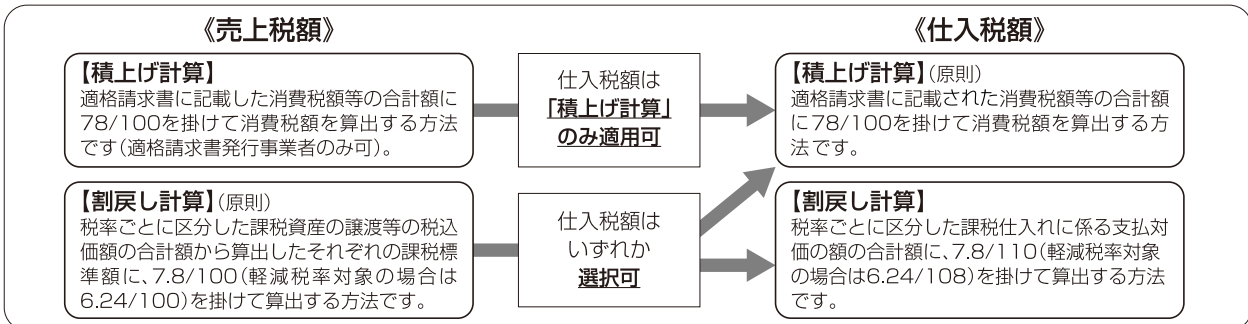 《売上税額》
【積上げ計算】
適格請求書に記載した消費税額等の合計額に
78/100を掛けて消費税額を算出する方法
です(適格請求書発行事業者のみ可)。
仕入税額は
「積上げ計算」
のみ適用可
《仕入税額》
【積上げ計算】(原則)
適格請求書に記載された消費税額等の合計額
に78/100を掛けて消費税額を算出する方
法です。
【割戻し計算】(原則)
税率ごとに区分した課税資産の譲渡等の税込
価額の合計額から算出したそれぞれの課税標
準額に、7.8/100(軽減税率対象の場合は
6.24/100)を掛けて算出する方法です。
仕入税額は
いずれか
選択可
【割戻し計算】
税率ごとに区分した課税仕入れに係る支払対
価の額の合計額に、7.8/110(軽減税率対象
の場合は6.24/108)を掛けて算出する方法
です。